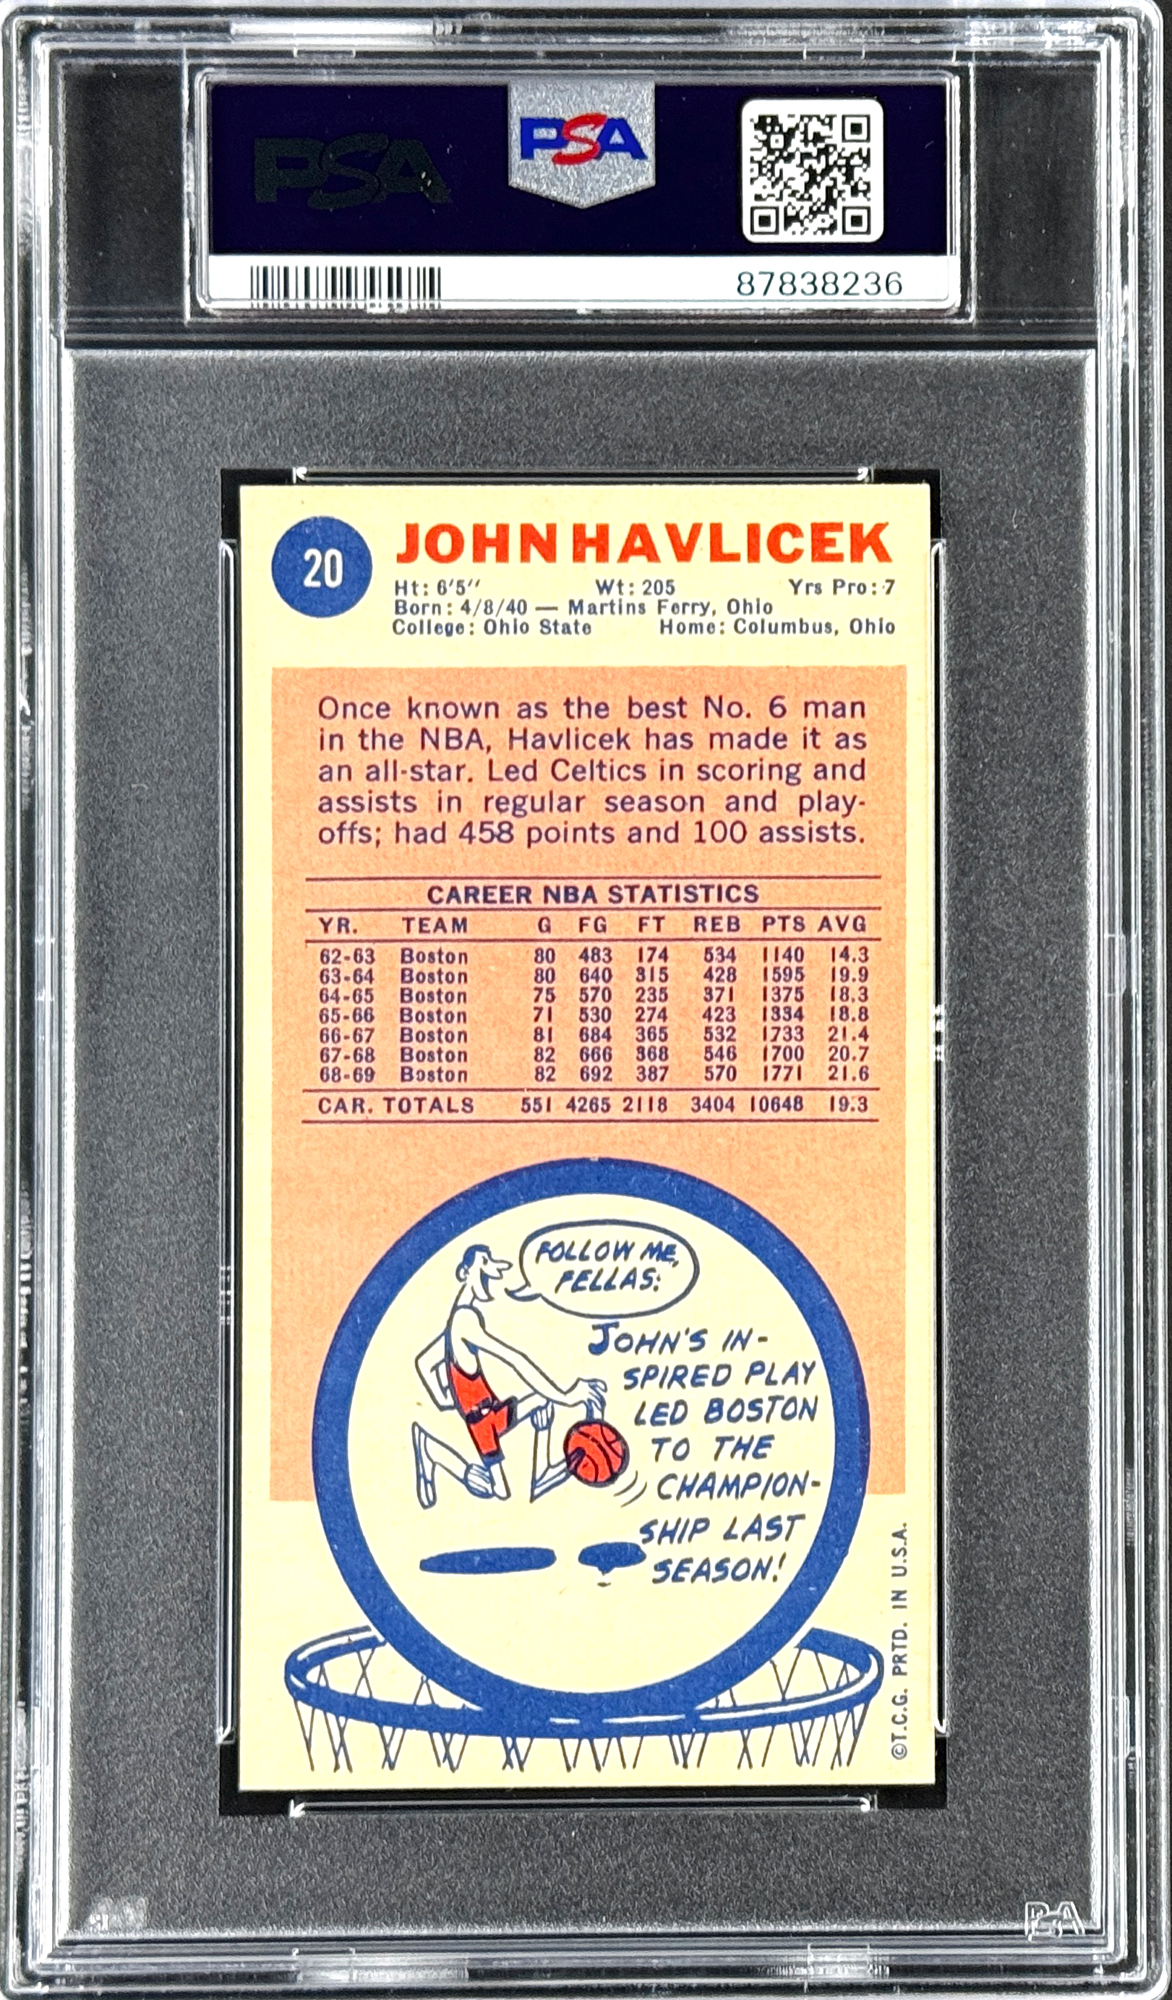 PSA
PSA
87838236
20
JOHN HAVLICEK
Ht: 6'5'' Wt: 205 Yrs Pro: 7
Born: 4/8/40 — Martins Ferry, Ohio
College: Ohio State Home: Columbus, Ohio
Once known as the best No. 6 man
in the NBA, Havlicek has made it as
an all-star. Led Celtics in scoring and
assists in regular season and play-
offs; had 458 points and 100 assists.
CAREER NBA STATISTICS
YR. TEAM G FG FT REB PTS AVG
62-63 Boston 80 483 174 534 1140 14.3
63-64 Boston 80 640 315 428 1595 19.9
64-65 Boston 75 570 235 371 1375 18.3
65-66 Boston 71 530 274 423 1334 18.8
66-67 Boston 81 684 365 532 1733 21.4
67-68 Boston 82 666 368 546 1700 20.7
68-69 Boston 82 692 387 570 1771 21.6
CAR. TOTALS 551 4265 2118 3404 10648 19.3
FOLLOW ME,
FELLAS:
JOHN'S IN-
SPIRED PLAY
LED BOSTON
TO THE
CHAMPION-
SHIP LAST
SEASON!
©T.C.G. PRTD. IN U.S.A.
PSA